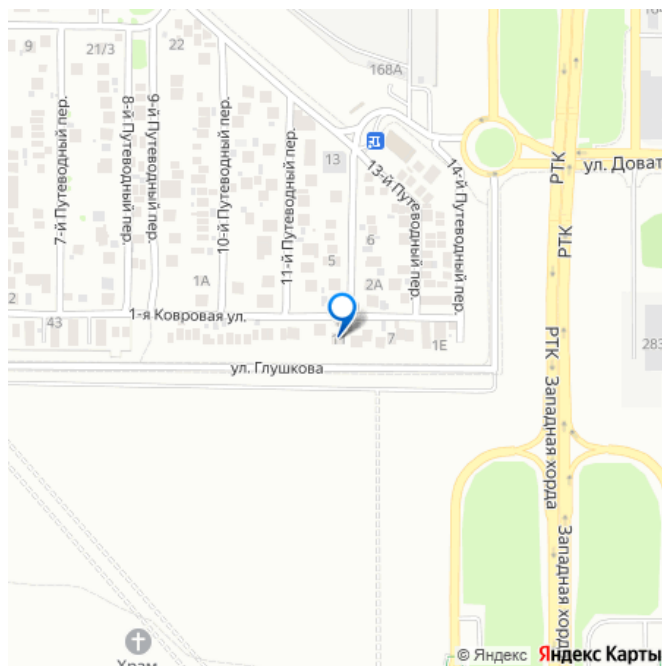 168
9
21/3
22
168А
7-й Путеводный пер.
8-й Путеводный пер.
9-й Путеводный пер.
10-й Путеводный пер.
11-й Путеводный пер.
13
13-й Путеводный пер.
14-й Путеводный пер.
РТК
ул. Доват
РТК
5
6
1А
2А
2
43
1-я Ковровая ул.
11
7
1Е
РТК
283
ул. Глушкова
Западная хорда
Западная хорда
Храм
© Яндекс Яндекс Карты